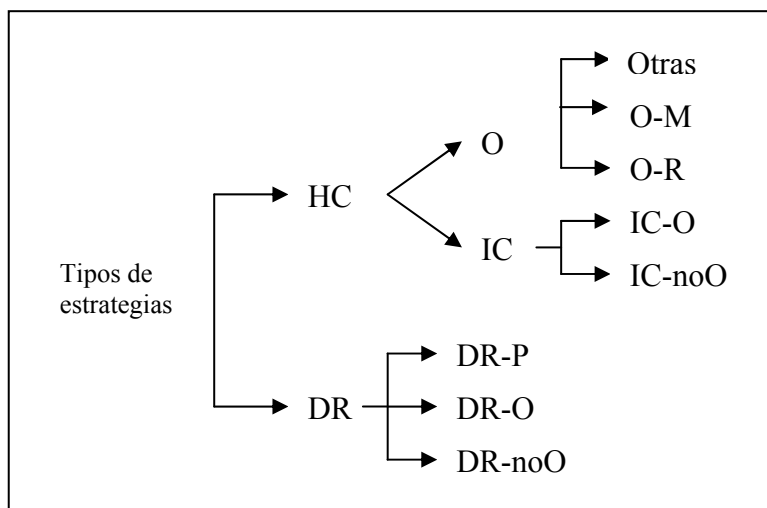 Otras
O-M
O
O-R
HC
IC-O
IC
IC-noO
Tipos de
estrategias
DR-P
DR
DR-O
DR-noO